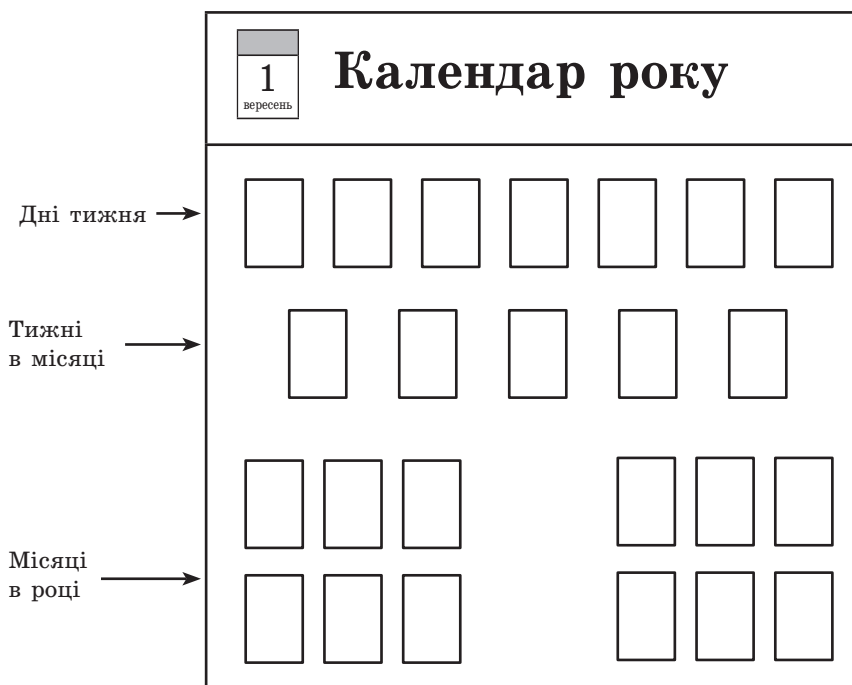 1
вересень
Календар року
Дні тижня
Тижні
в місяці
Місяці
в році